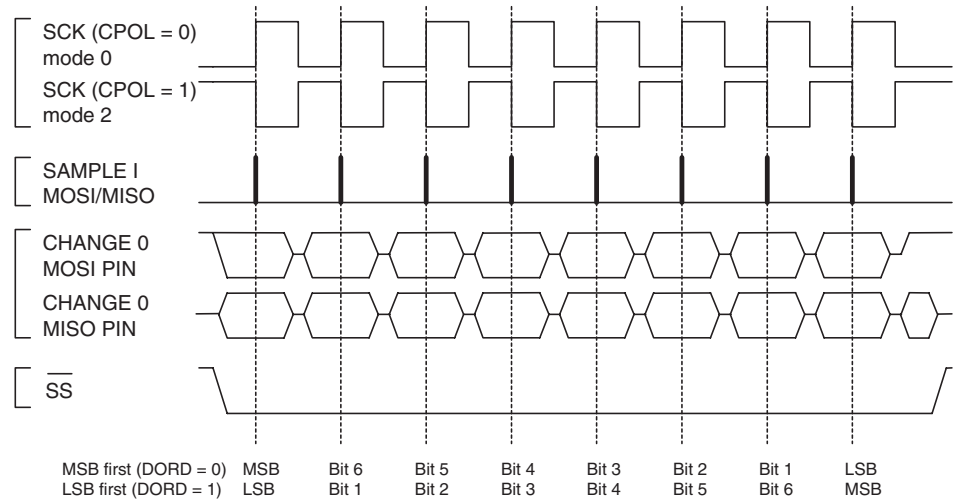 SCK (CPOL = 0)
mode 0
SCK (CPOL = 1)
mode 2
SAMPLE I
MOSI/MISO
CHANGE 0
MOSI PIN
CHANGE 0
MISO PIN
SS
MSB first (DORD = 0) MSB Bit 6 Bit 5 Bit 4 Bit 3 Bit 2 Bit 1 LSB
LSB first (DORD = 1) LSB Bit 1 Bit 2 Bit 3 Bit 4 Bit 5 Bit 6 MSB